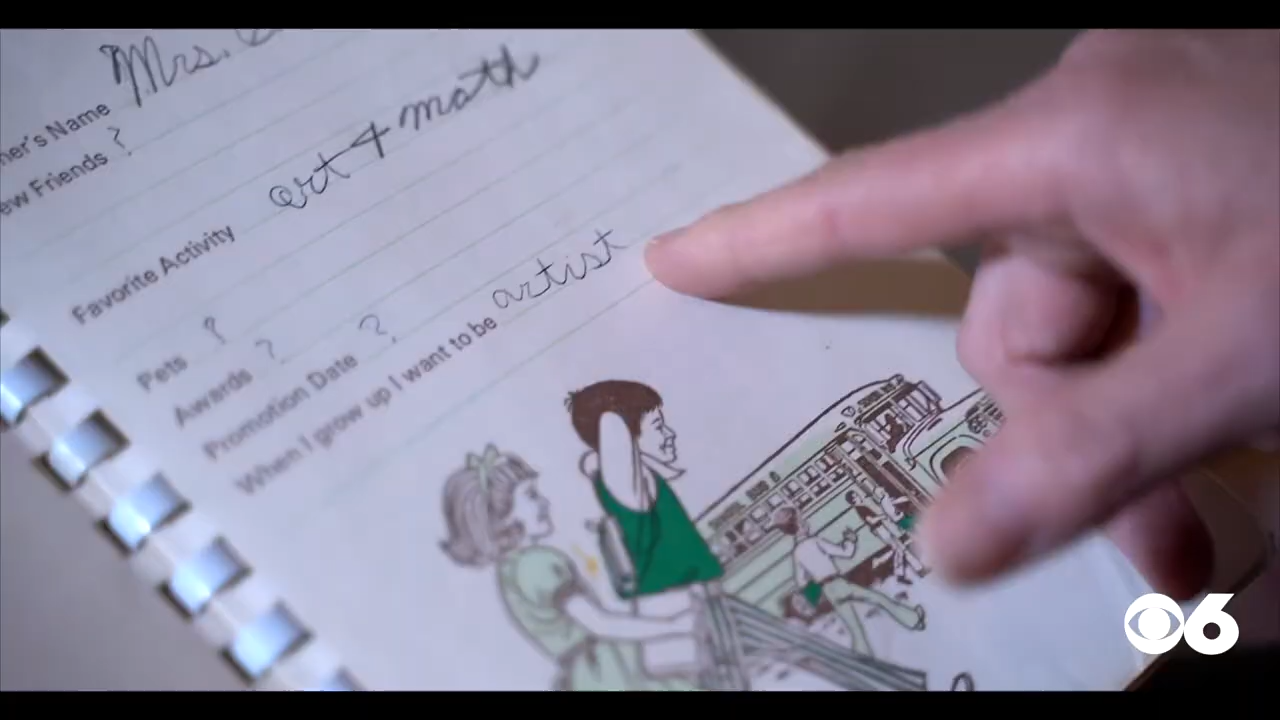 her's Name Mrs.
ew Friends ?
Favorite Activity art + math
Pets ?
Awards ?
Promotion Date ?
When I grow up I want to be artist
6